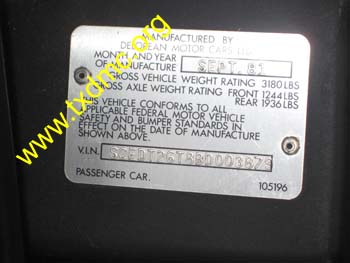 www.txdmc.org
MANUFACTURED BY
DELOREAN MOTOR CARS LTD.
MONTH AND YEAR
OF MANUFACTURE SEPT. 81
GROSS VEHICLE WEIGHT RATING 3180 LBS
GROSS AXLE WEIGHT RATING FRONT 1244 LBS
REAR 1936 LBS
THIS VEHICLE CONFORMS TO ALL
APPLICABLE FEDERAL MOTOR VEHICLE
SAFETY AND BUMPER STANDARDS IN
EFFECT ON THE DATE OF MANUFACTURE
SHOWN ABOVE.
V.I.N.
PASSENGER CAR. 105196